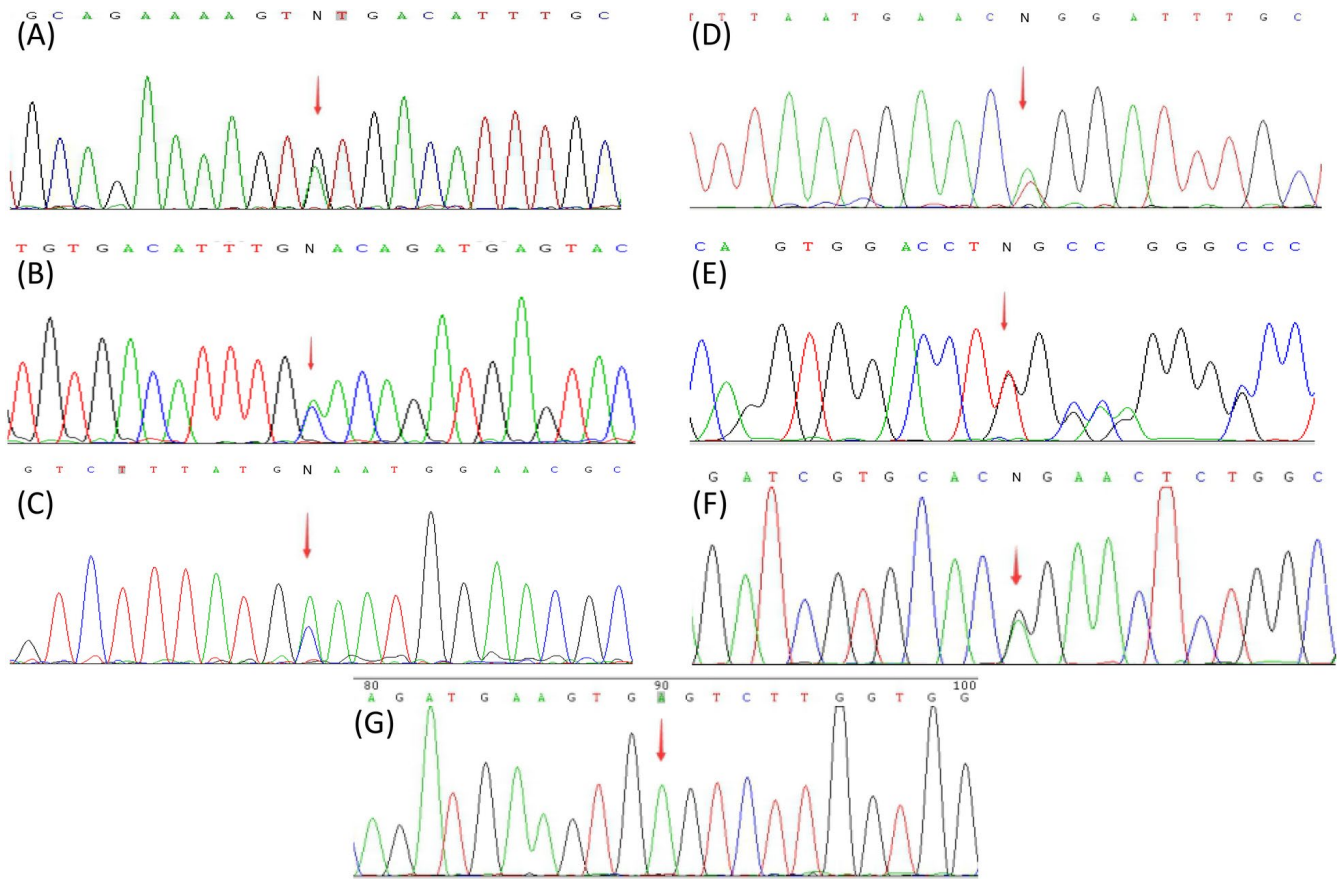 G C A G A A A A G T N T G A C A T T T G C
(A)
T T T A A T G A A C N G G A T T T G C
(D)
T G T G A C A T T T G N A C A G A T G A G T A C
(B)
C A G T G G A C C T N G C C G G G C C C
(E)
G T C T T T A T G N A A T G G A A C G C
(C)
G A T C G T G C A C N G A A C T C T G G C
(F)
80 90 100
A G A T G A A G T G A G T C T T G G T G G
(G)